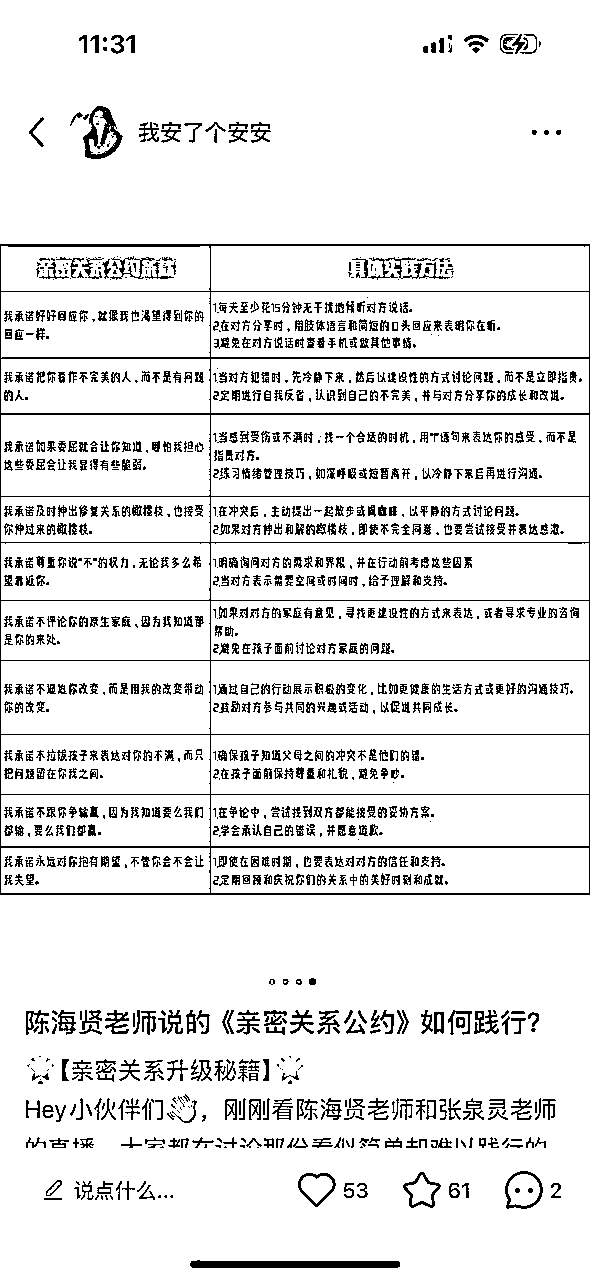 11:31
我安了个安安
亲密关系公约原文
具体实践方法
我承诺好好回应你，就像我也渴望得到你的
回应一样。
1.每天至少花15分钟无干扰地倾听对方说话。
2.在对方分享时，用肢体语言和简短的口头回应来表明你在听。
3.避免在对方说话时查看手机或做其他事情。
我承诺把你看作不完美的人，而不是有问题
的人。
1.当对方犯错时，先冷静下来，然后以建设性的方式讨论问题，而不是立即指责。
2.定期进行自我反省，认识到自己的不完美，并与对方分享你的成长和改进。
我承诺如果委屈就会让你知道，哪怕我担心
这些委屈会让我显得有些脆弱。
1.当感到受伤或不满时，找一个合适的时机，用"I"语句来表达你的感受，而不是
指责对方。
2.练习情绪管理技巧，如深呼吸或短暂离开，以冷静下来后再进行沟通。
我承诺及时伸出修复关系的橄榄枝，也接受
你伸过来的橄榄枝。
1.在冲突后，主动提出一起散步或喝咖啡，以平静的方式讨论问题。
2.如果对方伸出和解的橄榄枝，即使不完全同意，也要尝试接受并表达感激。
我承诺尊重你说"不"的权力，无论我多么希
望靠近你。
1.明确询问对方的需求和界限，并在行动前考虑这些因素
2.当对方表示需要空间或时间时，给予理解和支持。
我承诺不评论你的原生家庭、因为我知道那
是你的来处。
1.如果对对方的家庭有意见，寻找更建设性的方式来表达，或者寻求专业的咨询
帮助。
2.避免在孩子面前讨论对方家庭的问题。
我承诺不逼迫你改变，而是用我的改变带动
你的改变。
1.通过自己的行动展示积极的变化，比如更健康的生活方式或更好的沟通技巧。
2.鼓励对方参与共同的兴趣或活动，以促进共同成长。
我承诺不拉拢孩子来表达对你的不满，而只
把问题留在你我之间。
1.确保孩子知道父母之间的冲突不是他们的错。
2.在孩子面前保持尊重和礼貌，避免争吵。
我承诺不跟你争输赢，因为我知道要么我们
都输，要么我们都赢。
1.在争论中，尝试找到双方都能接受的妥协方案。
2.学会承认自己的错误，并愿意道歉。
我承诺永远对你抱有期望，不管你会不会让
我失望。
1.即使在困难时期，也要表达对对方的信任和支持。
2.定期回顾和庆祝你们的关系中的美好时刻和成就。
陈海贤老师说的《亲密关系公约》如何践行？
【亲密关系升级秘籍】
Hey小伙伴们，刚刚看陈海贤老师和张泉灵老师
的直播，大家都在讨论那份看似简单却难以践行的
说点什么...
53
61
2